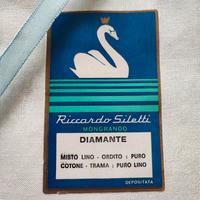 Riccardo Siletti
MONGRANDO
DIAMANTE
MISTO LINO - ORDITO : PURO
COTONE - TRAMA : PURO LINO
DEPOSITATA